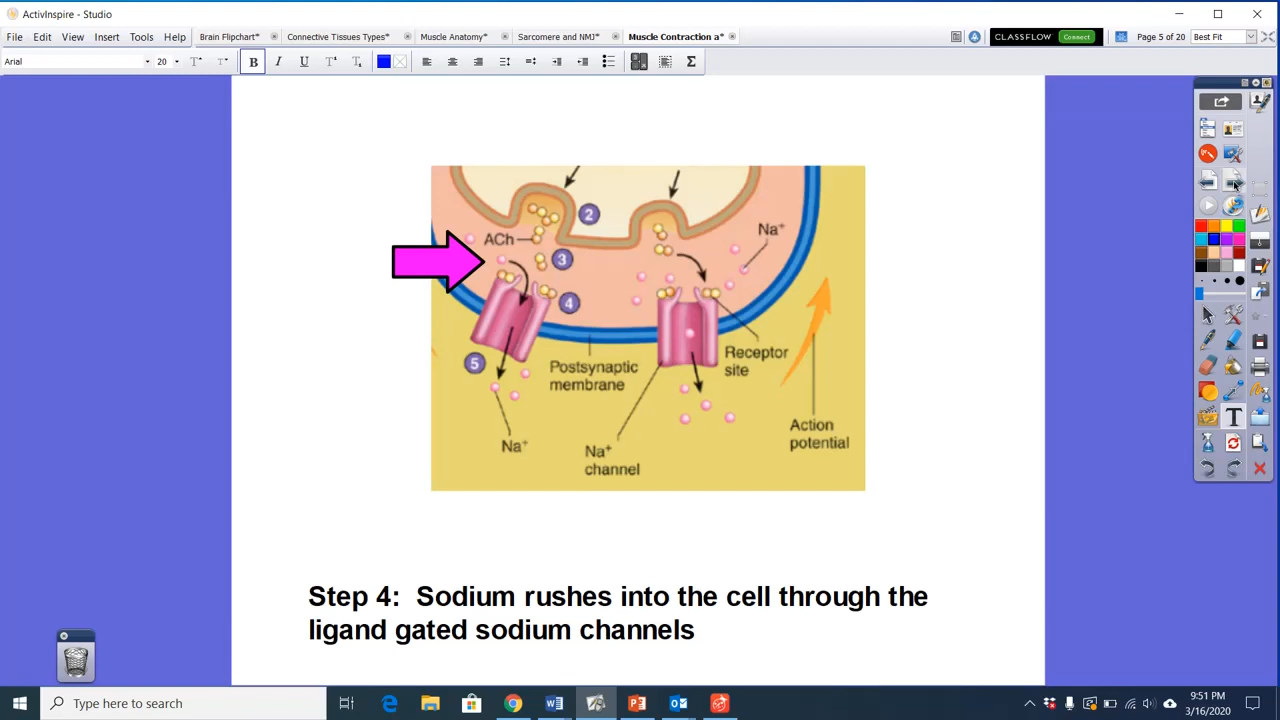 ActivInspire - Studio
File Edit View Insert Tools Help
Brain Flipchart* Connective Tissues Types* Muscle Anatomy* Sarcomere and NMJ* Muscle Contraction a*
CLASSFLOW Connect Page 5 of 20 Best Fit
Arial 20 B I U
2
ACh
Na+
3
4
5
Postsynaptic
membrane
Receptor
site
Na+
Na+
channel
Action
potential
Step 4: Sodium rushes into the cell through the
ligand gated sodium channels
Type here to search
9:51 PM
3/16/2020